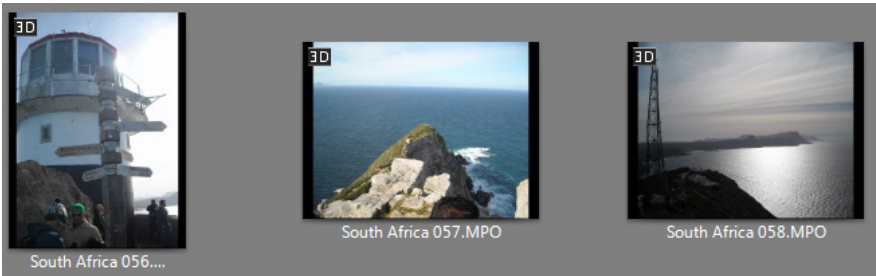 3D
3D
3D
South Africa 056....
South Africa 057.MPO
South Africa 058.MPO